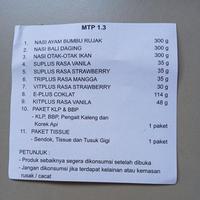 MTP 1.3
1. NASI AYAM BUMBU RUJAK 300 g
2. NASI BALI DAGING 300 g
3. NASI OTAK-OTAK IKAN 300 g
4. SUPLUS RASA VANILA 35 g
5. SUPLUS RASA STRAWBERRY 35 g
6. TRIPLUS RASA MANGGA 35 g
7. VITPLUS RASA STRAWBERRY 30 g
8. E-PLUS COKLAT 114 g
9. KITPLUS RASA VANILA 48 g
10. PAKET KLP & BBP
- KLP, BBP, Pengait Kaleng dan
Korek Api 1 paket
11. PAKET TISSUE
- Sendok, Tissue dan Tusuk Gigi 1 paket
PETUNJUK :
- Produk sebaiknya segera dikonsumsi setelah dibuka
- Jangan dikonsumsi jika terdapat kelainan atau kemasan
rusak / cacat